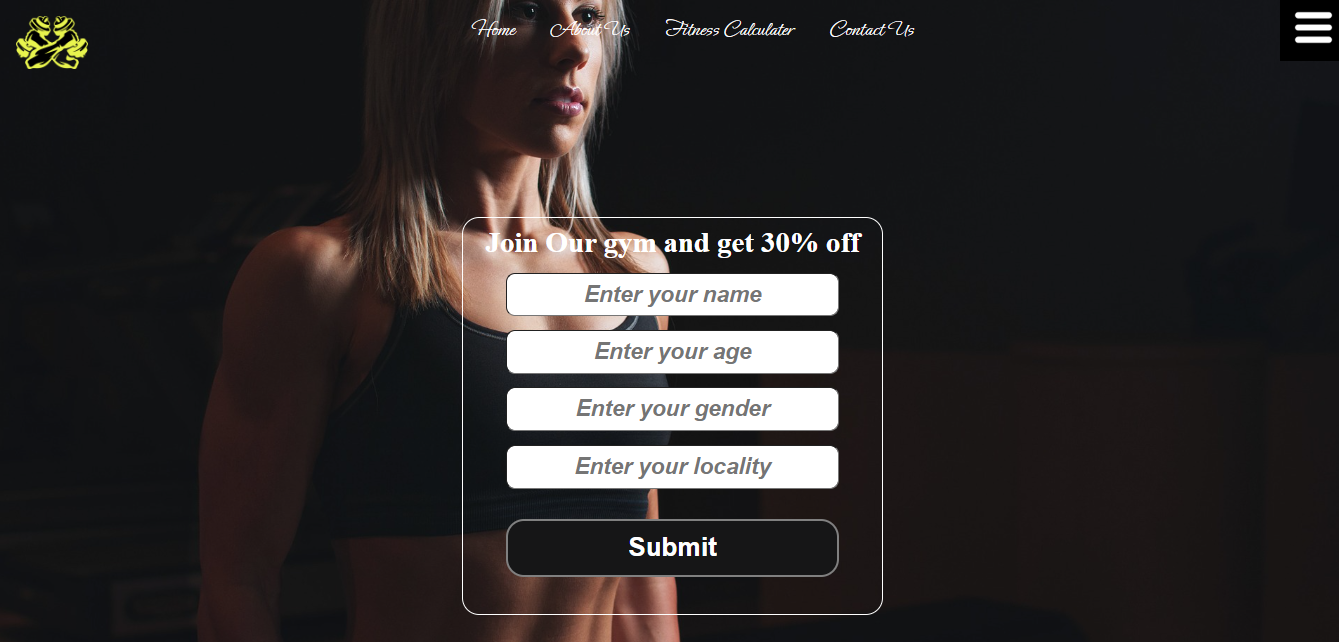 Home About Us Fitness Calculater Contact Us
Join Our gym and get 30% off
Enter your name
Enter your age
Enter your gender
Enter your locality
Submit